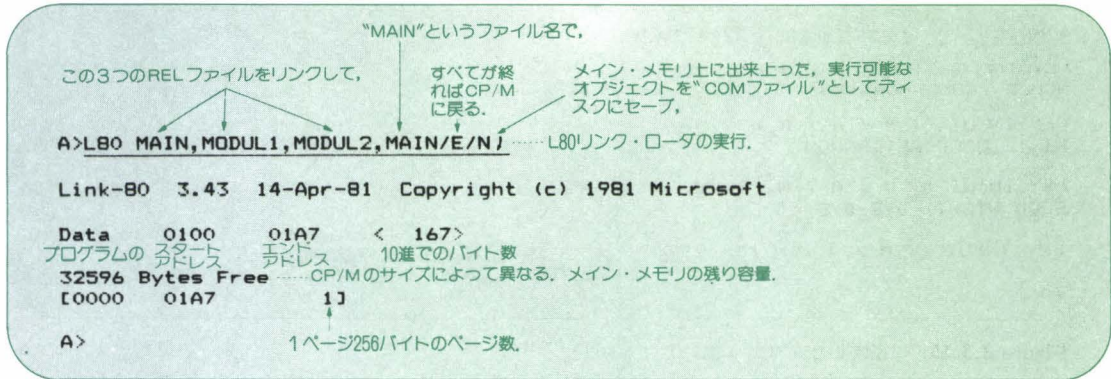 "MAIN"というファイル名で,
この3つのRELファイルをリンクして,
すべてが終
ればCP/M
に戻る.
メイン・メモリ上に出来上った, 実行可能な
オブジェクトを"COMファイル"としてディ
スクにセーブ,
A>L80 MAIN,MODUL1,MODUL2,MAIN/E/N↓ ……L80リンク・ローダの実行.
Link-80 3.43 14-Apr-81 Copyright (c) 1981 Microsoft
Data 0100 01A7 < 167>
プログラムの スタート アドレス エンド アドレス 10進でのバイト数
32596 Bytes Free ……CP/Mのサイズによって異なる. メイン・メモリの残り容量.
[0000 01A7 1]
A> 1ページ256バイトのページ数.